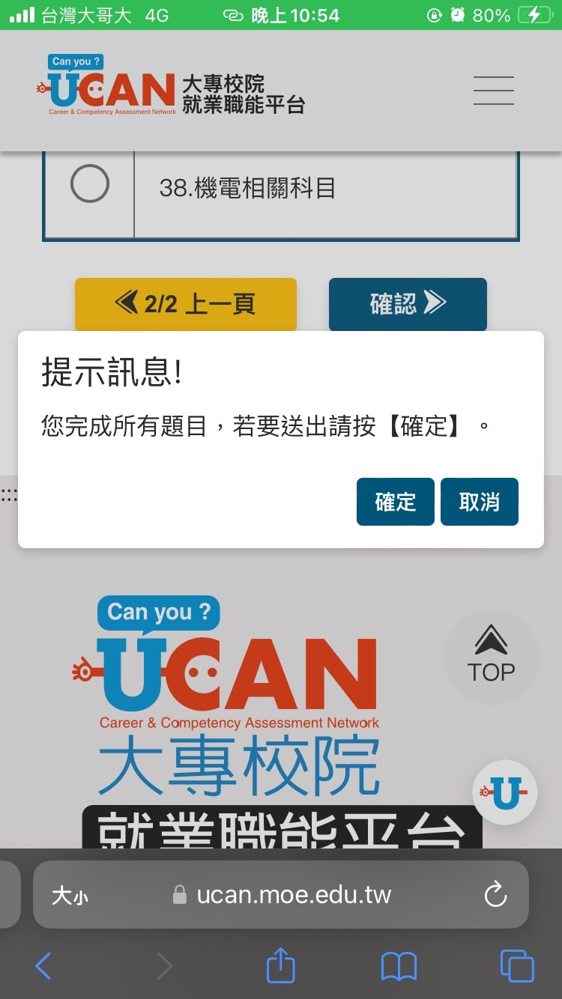 台灣大哥大 4G 晚上10:54 80%
Can you ?
UCAN 大專校院
就業職能平台
Career & Competency Assessment Network
38.機電相關科目
2/2 上一頁 確認
提示訊息!
您完成所有題目，若要送出請按【確定】。
確定 取消
Can you ?
UCAN
TOP
Career & Competency Assessment Network
大專校院
U
就業職能平台
大小 ucan.moe.edu.tw